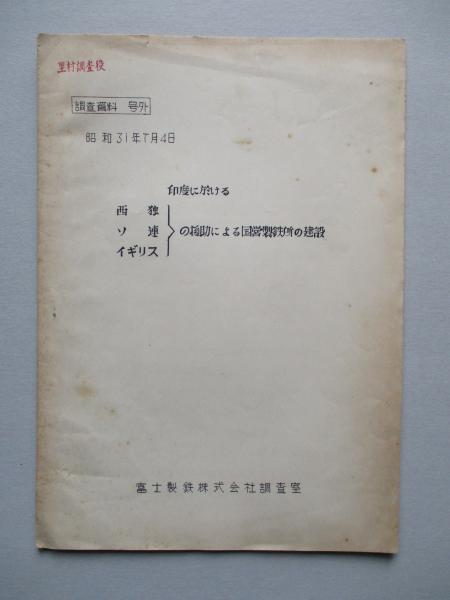 里村調査役
調査資料 号外
昭和31年7月4日
印度に於ける
西独
ソ連
イギリス
の援助による国営製鉄所の建設
富士製鉄株式会社調査室